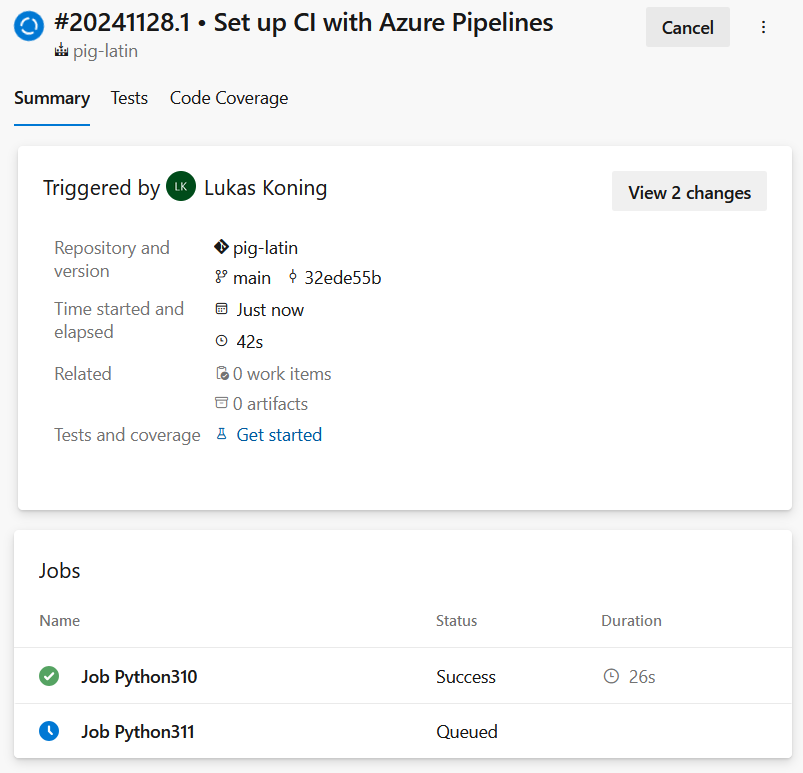 #20241128.1 • Set up CI with Azure Pipelines
Cancel
pig-latin
Summary Tests Code Coverage
Triggered by LK Lukas Koning
View 2 changes
Repository and version
pig-latin
main 32ede55b
Time started and elapsed
Just now
42s
Related
0 work items
0 artifacts
Tests and coverage
Get started
Jobs
Name Status Duration
Job Python310 Success 26s
Job Python311 Queued